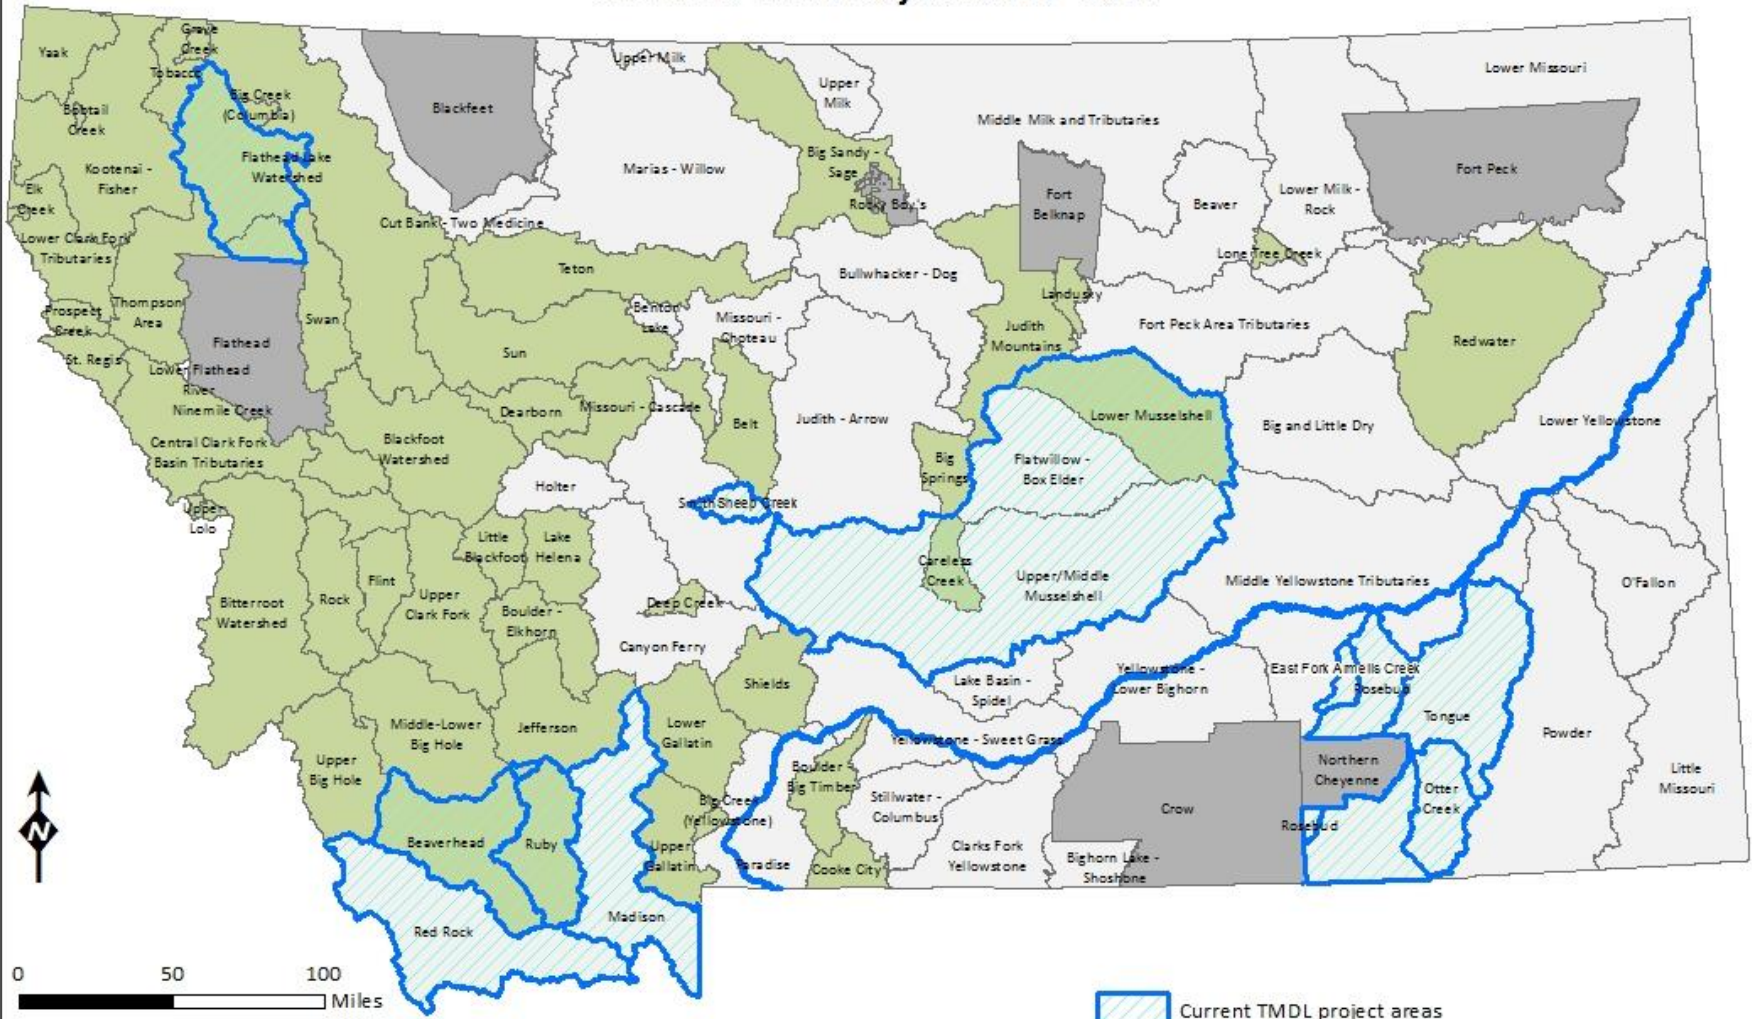 Yaak
Grave
Creek
Tobacco
Bobtail
Creek
Big Creek
(Columbia)
Flathead Lake
Watershed
Kootenai -
Fisher
Elk
Creek
Lower Clark Fork
Tributaries
Prospect
Creek
Thompson
Area
St. Regis
Flathead
Lower Flathead
River
Ninemile Creek
Swan
Central Clark Fork
Basin Tributaries
Blackfeet
Upper Milk
Upper
Milk
Marias - Willow
Cut Bank - Two Medicine
Big Sandy -
Sage
Rocky Boy's
Middle Milk and Tributaries
Fort
Belknap
Beaver
Lower Milk -
Rock
Lower Missouri
Fort Peck
Lone Tree Creek
Teton
Bullwhacker - Dog
Landusky
Benton
Lake
Missouri -
Choteau
Sun
Judith
Mountains
Fort Peck Area Tributaries
Redwater
Dearborn
Missouri - Cascade
Belt
Judith - Arrow
Lower Musselshell
Big and Little Dry
Lower Yellowstone
Blackfoot
Watershed
Big
Springs
Flatwillow -
Box Elder
Holter
Smith
Sheep Creek
Upper
Lolo
Little
Blackfoot
Lake
Helena
Careless
Creek
Upper/Middle
Musselshell
Middle Yellowstone Tributaries
O'Fallon
Bitterroot
Watershed
Rock
Flint
Upper
Clark Fork
Boulder -
Elkhorn
Deep Creek
Canyon Ferry
Shields
Lake Basin -
Spidel
Yellowstone -
Lower Bighorn
East Fork Armells Creek
Rosebud
Tongue
Powder
Little
Missouri
Middle-Lower
Big Hole
Jefferson
Lower
Gallatin
Upper
Big Hole
Yellowstone - Sweet Grass
Boulder -
Big Timber
Big Creek
(Yellowstone)
Stillwater -
Columbus
Northern
Cheyenne
Otter
Creek
Crow
Rosebud
Beaverhead
Ruby
Upper
Gallatin
Paradise
Cooke City
Clarks Fork
Yellowstone
Bighorn Lake -
Shoshone
Madison
Red Rock
N
0 50 100
Miles
Current TMDL project areas